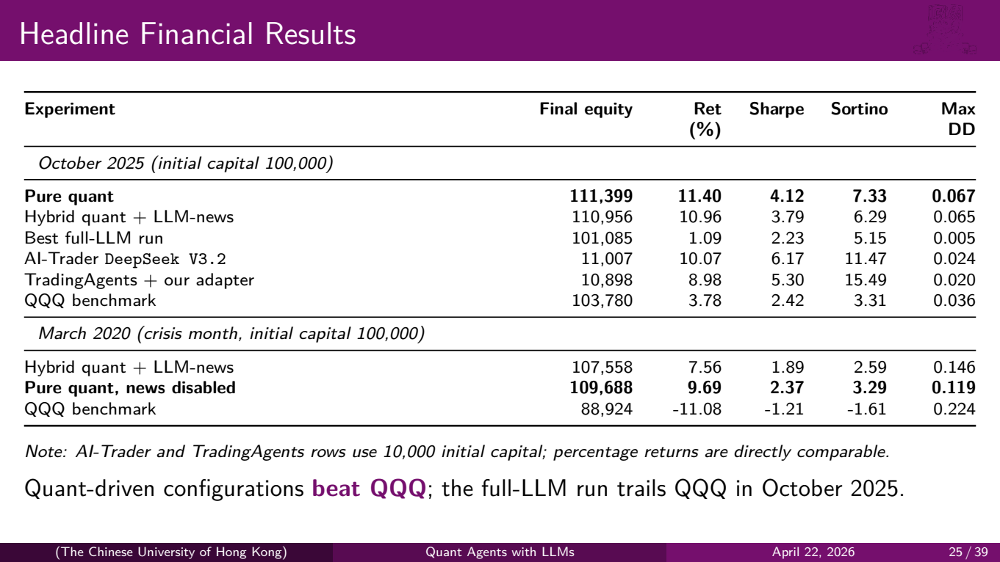 Headline Financial Results
Experiment Final equity Ret (%) Sharpe Sortino Max DD
October 2025 (initial capital 100,000)
Pure quant 111,399 11.40 4.12 7.33 0.067
Hybrid quant + LLM-news 110,956 10.96 3.79 6.29 0.065
Best full-LLM run 101,085 1.09 2.23 5.15 0.005
AI-Trader DeepSeek V3.2 11,007 10.07 6.17 11.47 0.024
TradingAgents + our adapter 10,898 8.98 5.30 15.49 0.020
QQQ benchmark 103,780 3.78 2.42 3.31 0.036
March 2020 (crisis month, initial capital 100,000)
Hybrid quant + LLM-news 107,558 7.56 1.89 2.59 0.146
Pure quant, news disabled 109,688 9.69 2.37 3.29 0.119
QQQ benchmark 88,924 -11.08 -1.21 -1.61 0.224
Note: AI-Trader and TradingAgents rows use 10,000 initial capital; percentage returns are directly comparable.
Quant-driven configurations beat QQQ; the full-LLM run trails QQQ in October 2025.
(The Chinese University of Hong Kong) Quant Agents with LLMs April 22, 2026 25 / 39